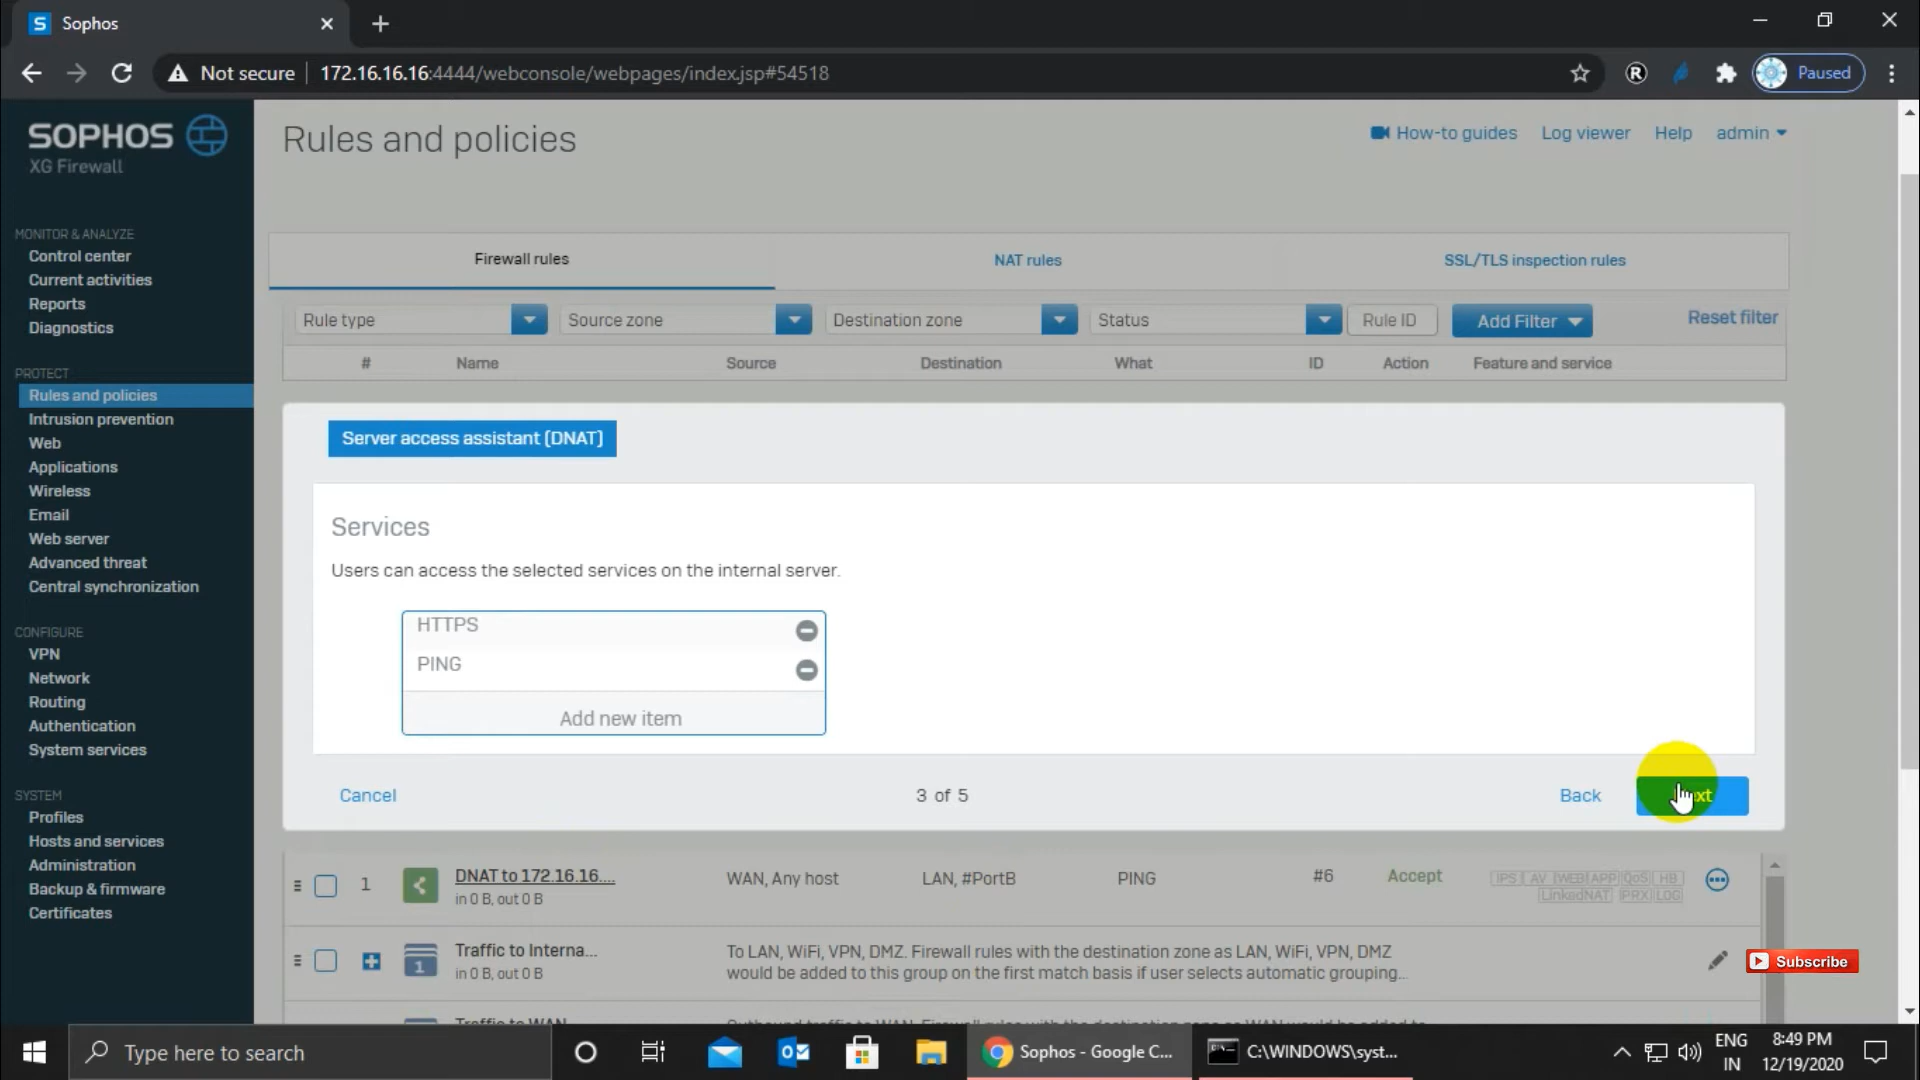 Sophos
Not secure
172.16.16.16:4444/webconsole/webpages/index.jsp#54518
Paused
SOPHOS
XG Firewall
MONITOR & ANALYZE
Control center
Current activities
Reports
Diagnostics
PROTECT
Rules and policies
Intrusion prevention
Web
Applications
Wireless
Email
Web server
Advanced threat
Central synchronization
CONFIGURE
VPN
Network
Routing
Authentication
System services
SYSTEM
Profiles
Hosts and services
Administration
Backup & firmware
Certificates
Rules and policies
How-to guides
Log viewer
Help
admin
Firewall rules
NAT rules
SSL/TLS inspection rules
Rule type
Source zone
Destination zone
Status
Rule ID
Add Filter
Reset filter
# Name Source Destination What ID Action Feature and service
Server access assistant (DNAT)
Services
Users can access the selected services on the internal server.
HTTPS
PING
Add new item
Cancel
3 of 5
Back
1 DNAT to 172.16.16.... WAN, Any host LAN, #PortB PING #6 Accept IPS AV WEB APP QoS HB
in 0 B, out 0 B LinkedNAT PRX LOG
1 Traffic to Interna... To LAN, WiFi, VPN, DMZ. Firewall rules with the destination zone as LAN, WiFi, VPN, DMZ
in 0 B, out 0 B would be added to this group on the first match basis if user selects automatic grouping...
Subscribe
Type here to search
Sophos - Google C...
C:\WINDOWS\syst...
ENG
IN
8:49 PM
12/19/2020